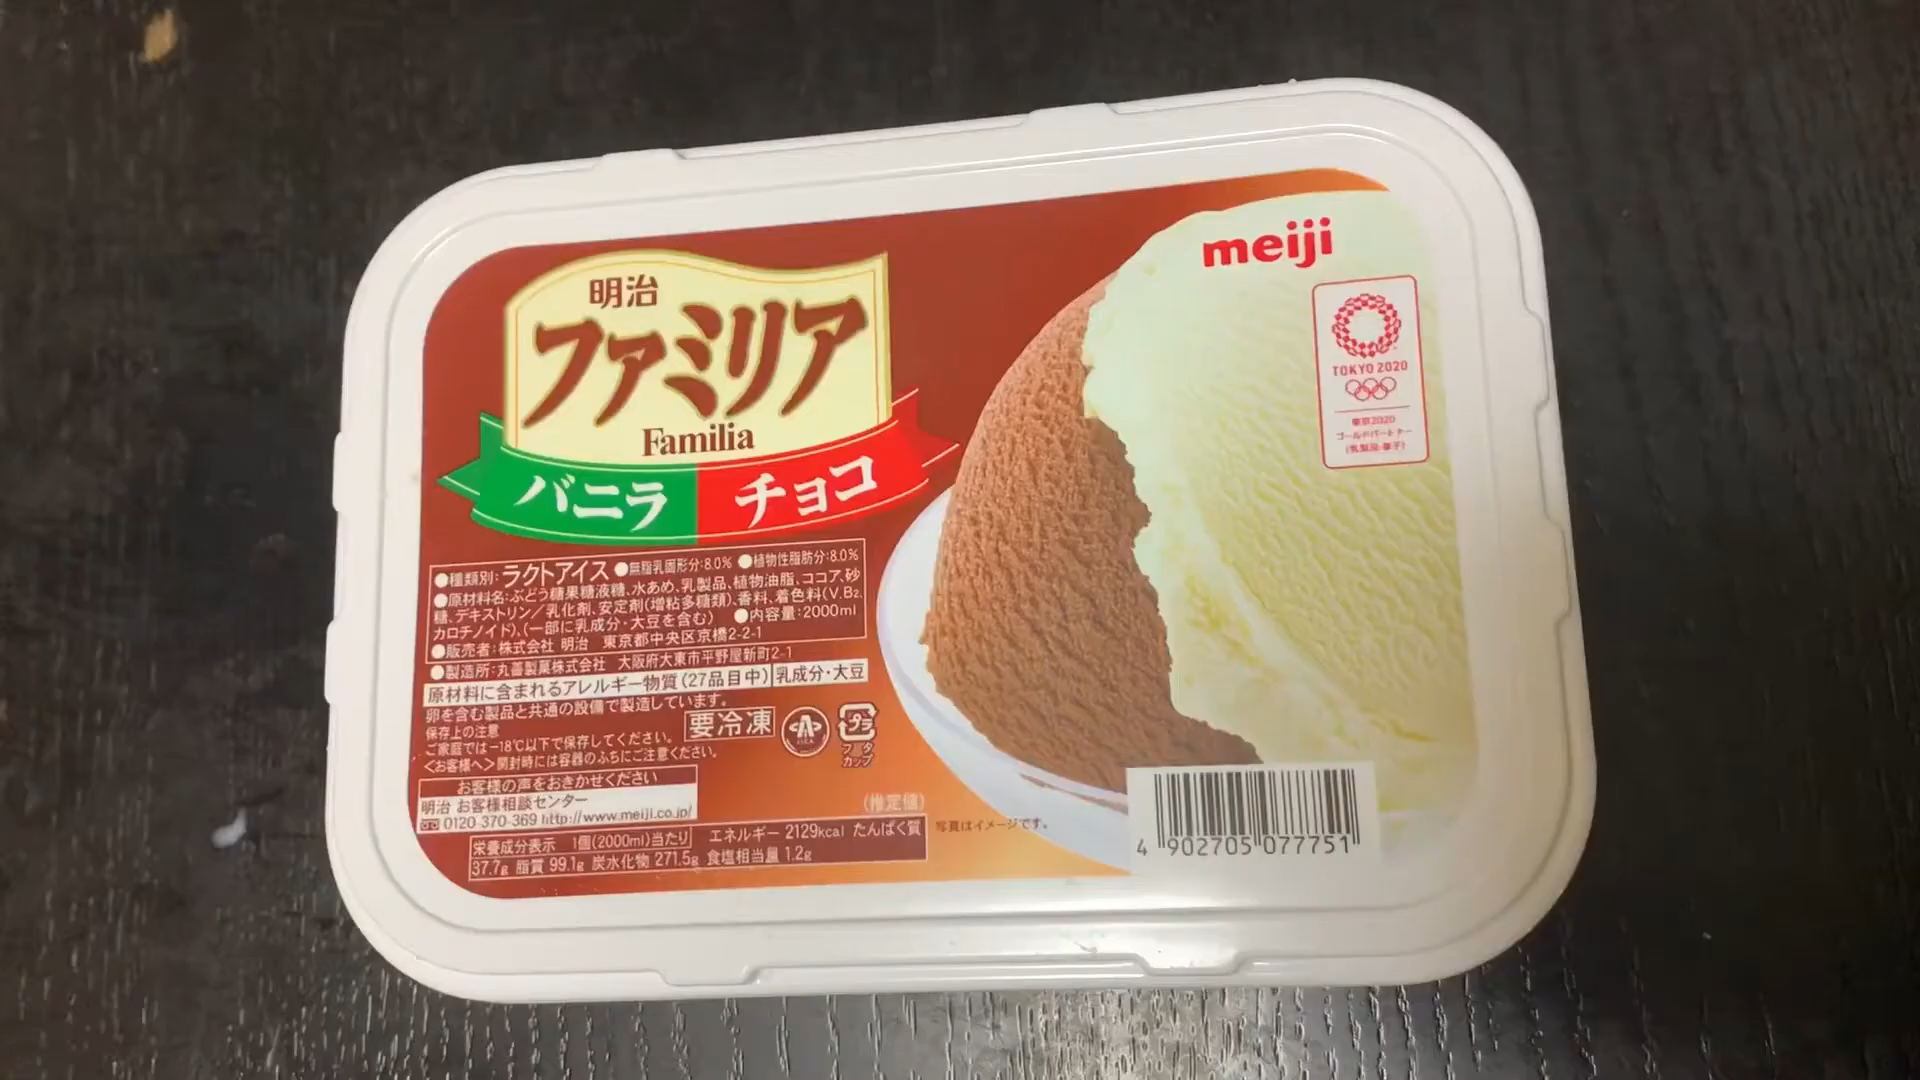 明治
ファミリア
Familia
バニラ チョコ
meiji
TOKYO 2020
東京2020
ゴールドパートナー
(乳製品・菓子)
●種類別:ラクトアイス ●無脂乳固形分:8.0% ●植物性脂肪分:8.0%
●原材料名:ぶどう糖果糖液糖、水あめ、乳製品、植物油脂、ココア、砂
糖、デキストリン/乳化剤、安定剤(増粘多糖類)、香料、着色料(V.B₂、
カロチノイド)、(一部に乳成分・大豆を含む) ●内容量:2000ml
●販売者:株式会社 明治 東京都中央区京橋2-2-1
●製造所:丸善製菓株式会社 大阪府大東市平野屋新町2-1
原材料に含まれるアレルギー物質(27品目中) 乳成分・大豆
卵を含む製品と共通の設備で製造しています。
保存上の注意
ご家庭では-18℃以下で保存してください。
<お客様へ>開封時には容器のふちにご注意ください。
要冷凍
プラ
フタ
カップ
お客様の声をおきかせください
明治 お客様相談センター
0120-370-369 http://www.meiji.co.jp/
(推定値)
栄養成分表示 1個(2000ml)当たり エネルギー 2129kcal たんぱく質
37.7g 脂質 99.1g 炭水化物 271.5g 食塩相当量 1.2g
写真はイメージです。
4 902705 077751